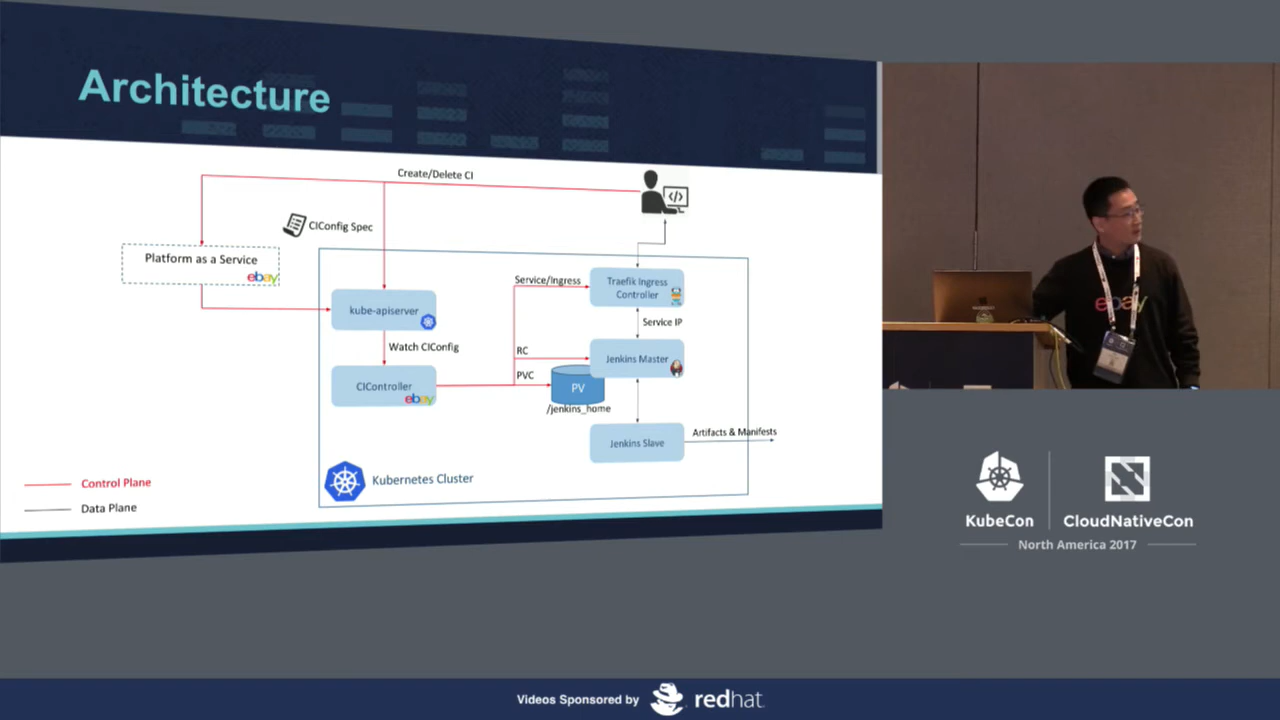 Architecture
Create/Delete CI
CIConfig Spec
Platform as a Service
ebay
kube-apiserver
Watch CIConfig
CIController
ebay
Service/Ingress
Traefik Ingress
Controller
Service IP
RC
Jenkins Master
PVC
PV
/jenkins_home
Jenkins Slave
Artifacts & Manifests
Kubernetes Cluster
Control Plane
Data Plane
ebay
KubeCon
CloudNativeCon
North America 2017
Videos Sponsored by
redhat